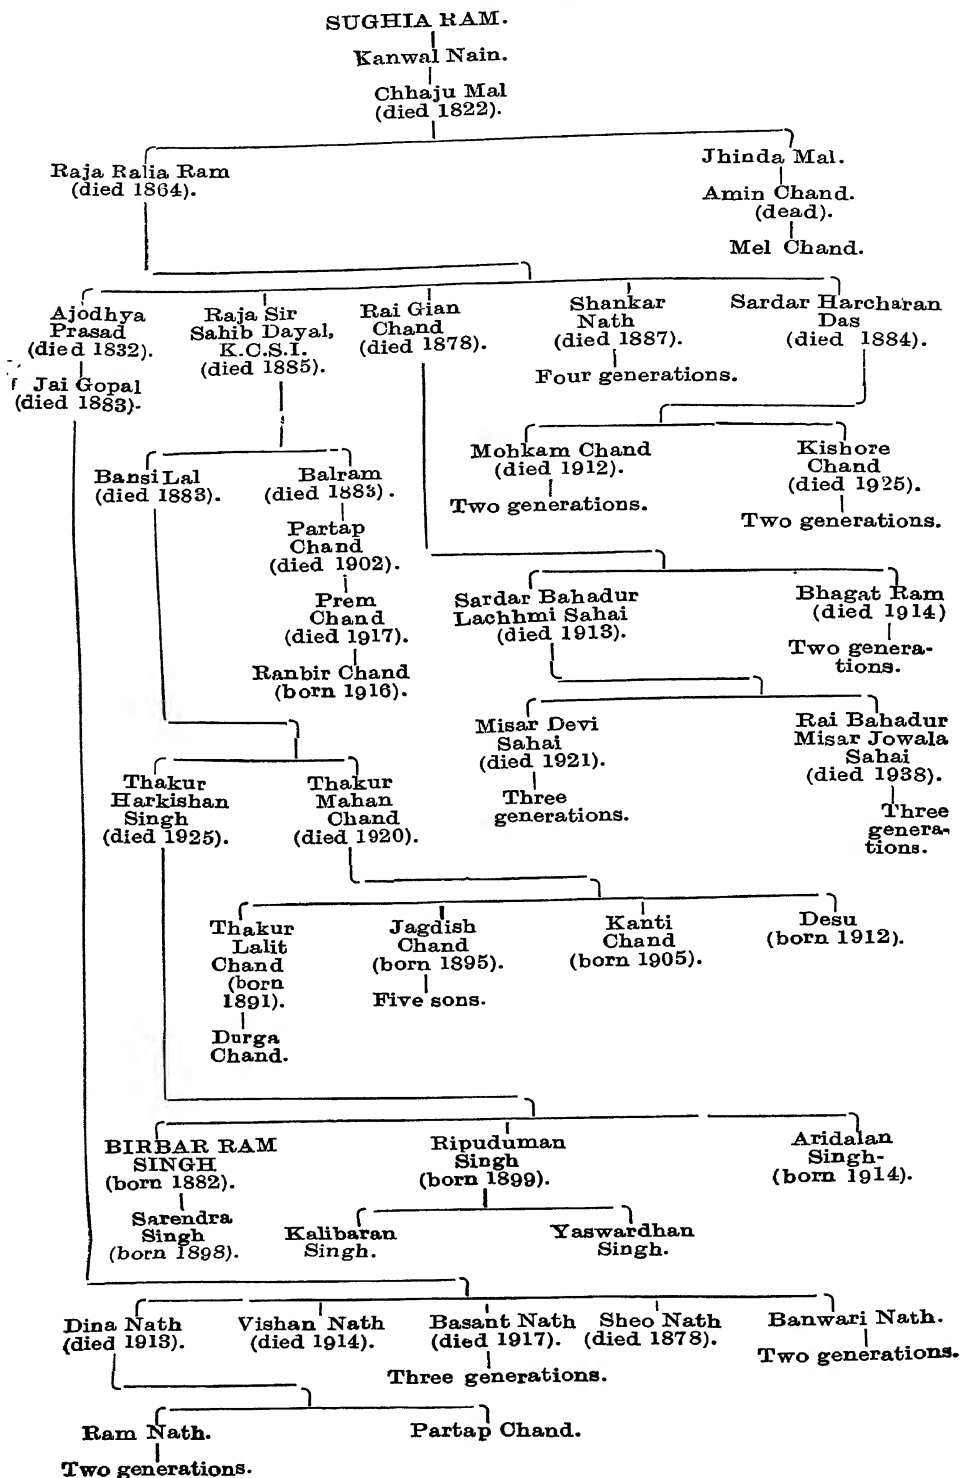 SUGHIA RAM.
Kanwal Nain.
Chhaju Mal
(died 1822).
Raja Ralia Ram
(died 1864).
Jhinda Mal.
Amin Chand.
(dead).
Mel Chand.
Ajodhya
Prasad
(died 1832).
Jai Gopal
(died 1883).
Raja Sir
Sahib Dayal,
K.C.S.I.
(died 1885).
Rai Gian
Chand
(died 1878).
Shankar
Nath
(died 1887).
Four generations.
Sardar Harcharan
Das
(died 1884).
Bansi Lal
(died 1883).
Balram
(died 1883).
Partap
Chand
(died 1902).
Prem
Chand
(died 1917).
Ranbir Chand
(born 1916).
Mohkam Chand
(died 1912).
Two generations.
Kishore
Chand
(died 1925).
Two generations.
Sardar Bahadur
Lachhmi Sahai
(died 1913).
Bhagat Ram
(died 1914)
Two genera-
tions.
Misar Devi
Sahai
(died 1921).
Three
generations.
Rai Bahadur
Misar Jowala
Sahai
(died 1938).
Three
genera-
tions.
Thakur
Harkishan
Singh
(died 1925).
Thakur
Mahan
Chand
(died 1920).
Thakur
Lalit
Chand
(born
1891).
Durga
Chand.
Jagdish
Chand
(born 1895).
Five sons.
Kanti
Chand
(born 1905).
Desu
(born 1912).
BIRBAR RAM
SINGH
(born 1882).
Sarendra
Singh
(born 1898).
Ripuduman
Singh
(born 1899).
Kalibaran
Singh.
Yaswardhan
Singh.
Aridalan
Singh-
(born 1914).
Dina Nath
(died 1913).
Vishan Nath
(died 1914).
Basant Nath
(died 1917).
Three generations.
Sheo Nath
(died 1878).
Banwari Nath.
Two generations.
Ram Nath.
Two generations.
Partap Chand.